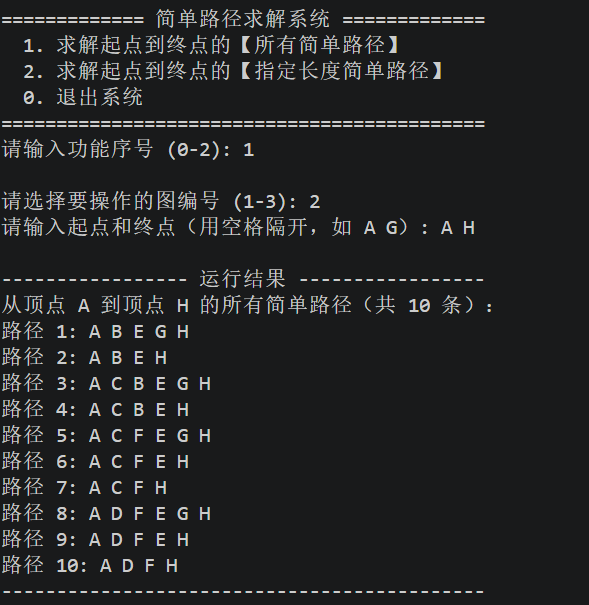 ============= 简单路径求解系统 =============
1. 求解起点到终点的【所有简单路径】
2. 求解起点到终点的【指定长度简单路径】
0. 退出系统
============================================
请输入功能序号 (0-2): 1
请选择要操作的图编号 (1-3): 2
请输入起点和终点（用空格隔开，如 A G）: A H
----------------- 运行结果 -----------------
从顶点 A 到顶点 H 的所有简单路径（共 10 条）:
路径 1: A B E G H
路径 2: A B E H
路径 3: A C B E G H
路径 4: A C B E H
路径 5: A C F E G H
路径 6: A C F E H
路径 7: A C F H
路径 8: A D F E G H
路径 9: A D F E H
路径 10: A D F H
--------------------------------------------